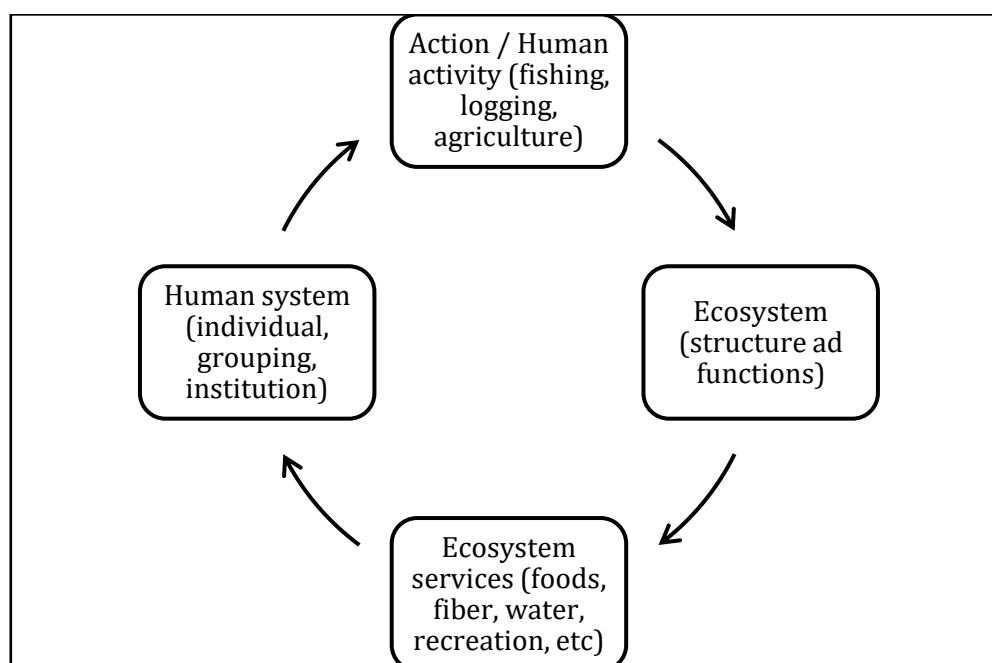 Action / Human
activity (fishing,
logging,
agriculture)
Human system
(individual,
grouping,
institution)
Ecosystem
(structure ad
functions)
Ecosystem
services (foods,
fiber, water,
recreation, etc)